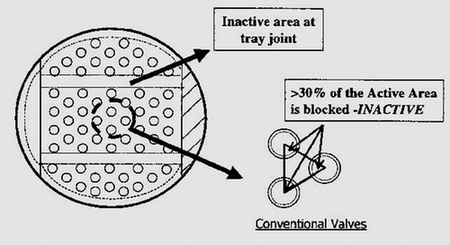 Inactive area at
tray joint
>30% of the Active Area
is blocked -INACTIVE
Conventional Valves